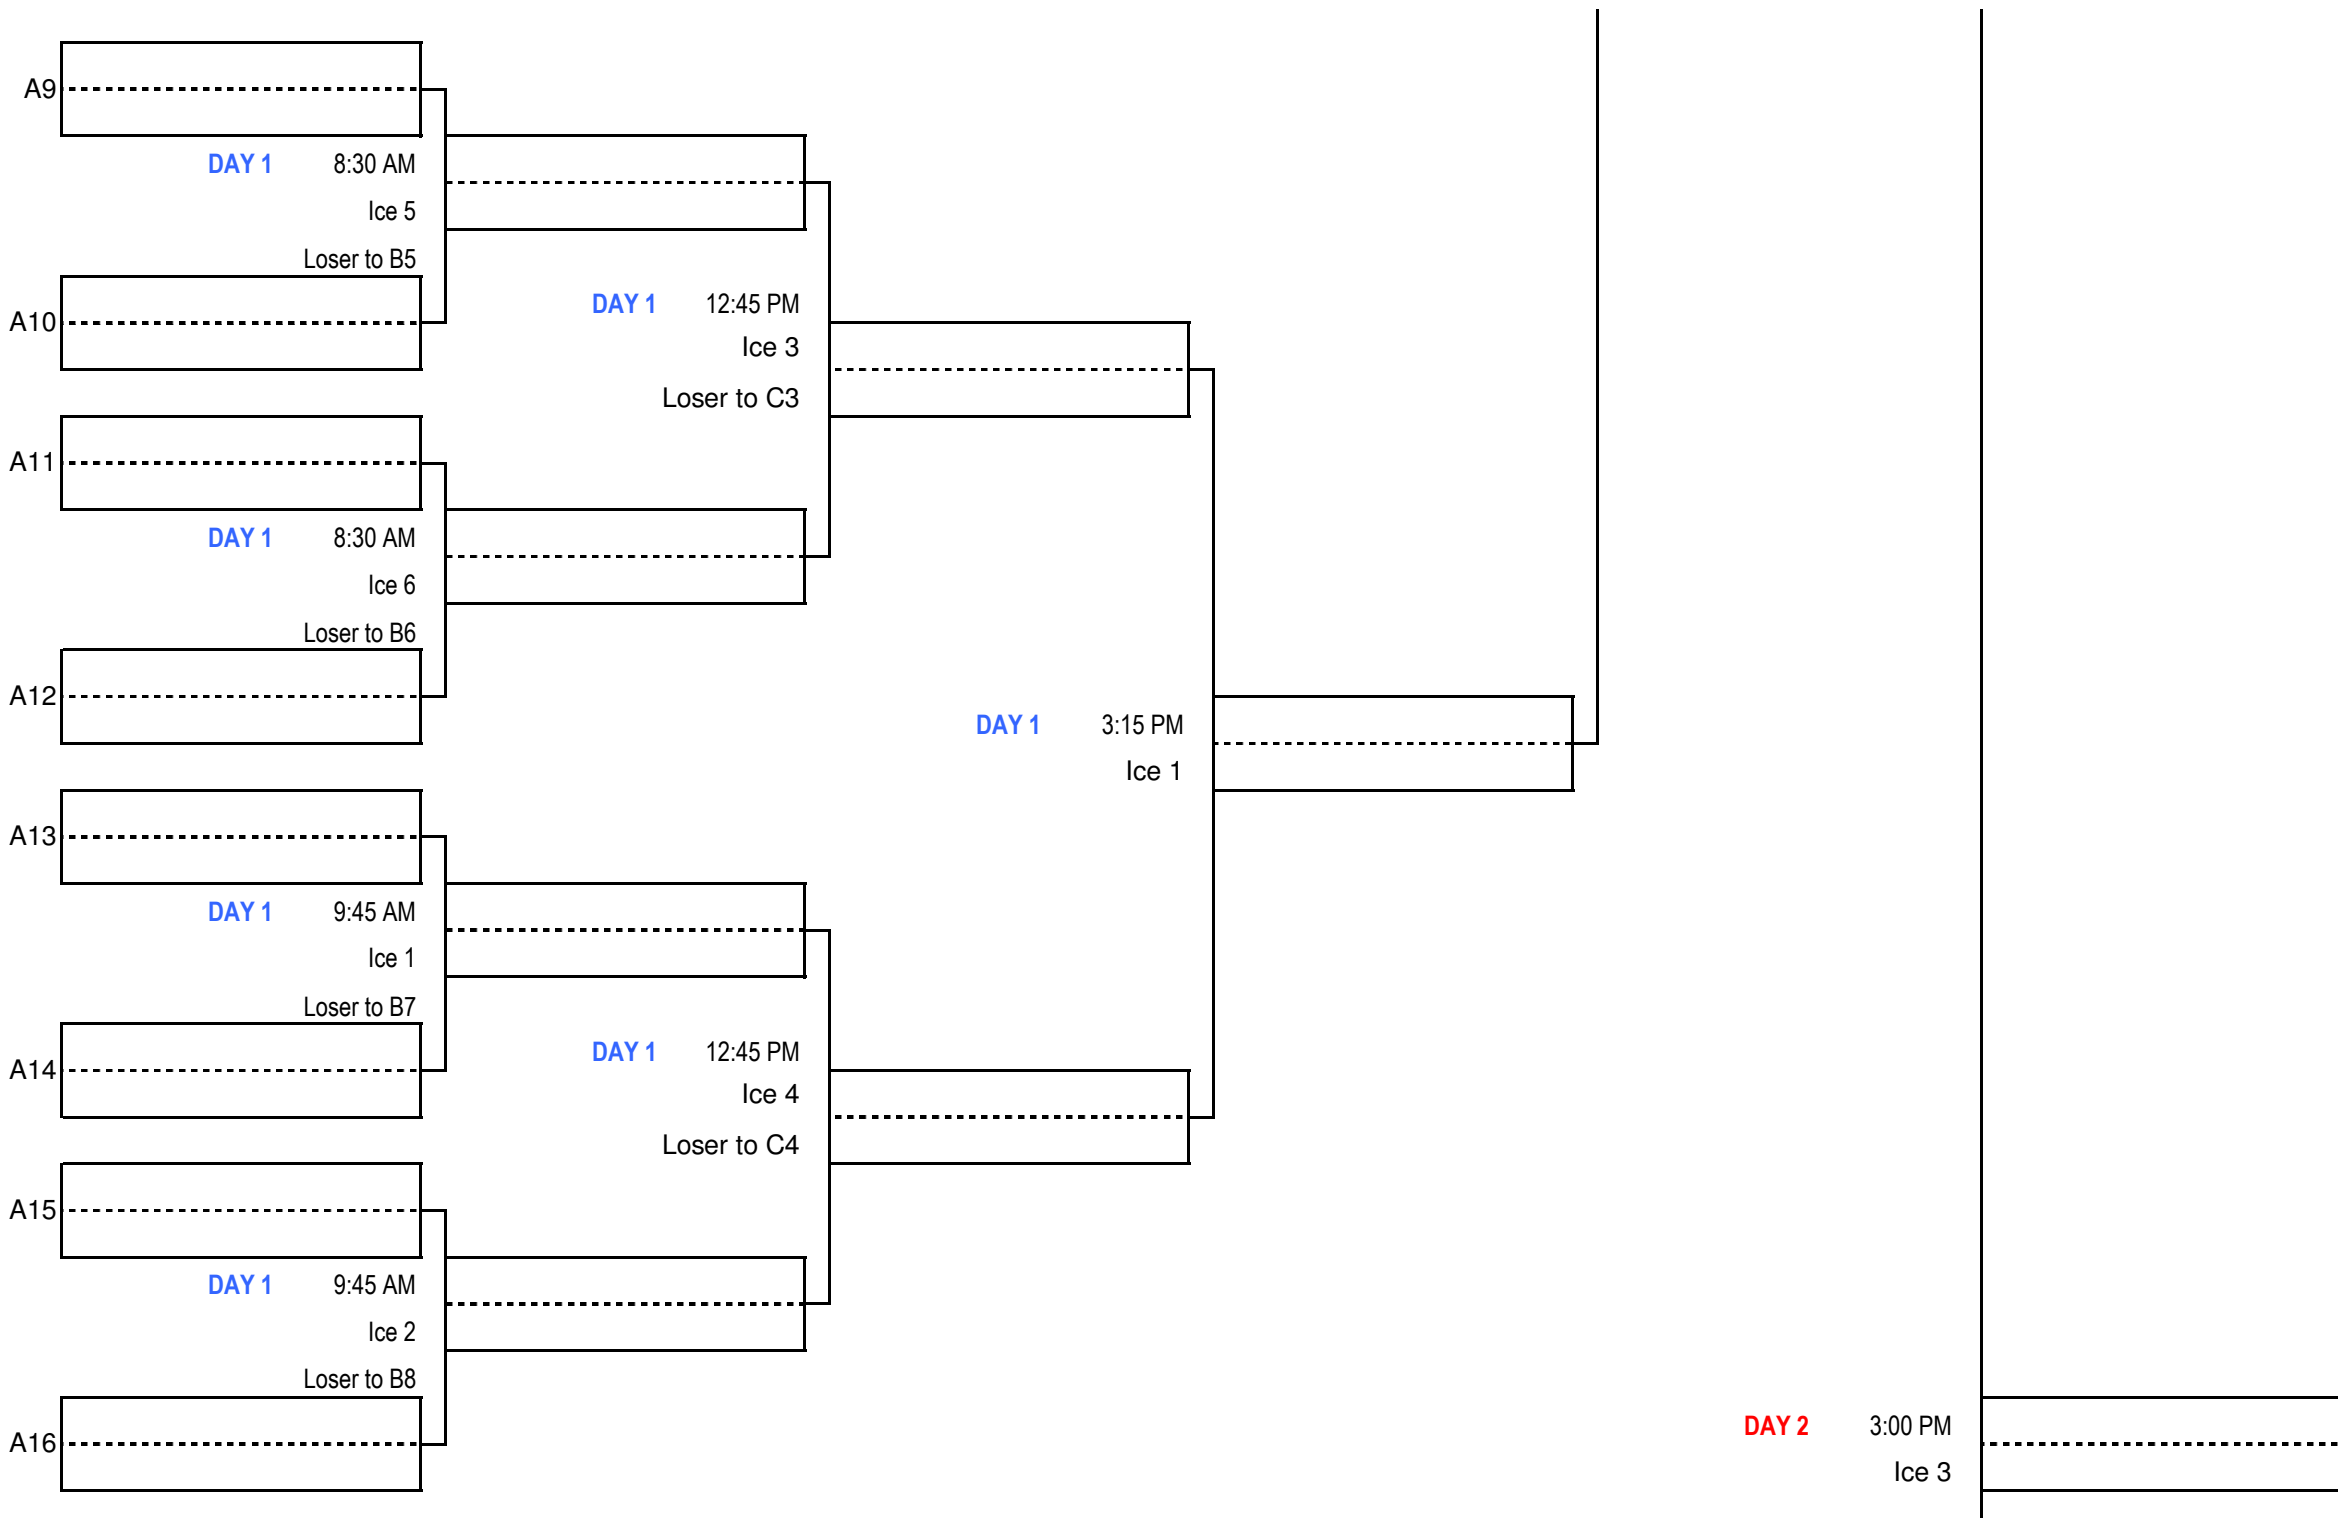 A9
DAY 1 8:30 AM
Ice 5
Loser to B5
A10
DAY 1 12:45 PM
Ice 3
Loser to C3
A11
DAY 1 8:30 AM
Ice 6
Loser to B6
A12
DAY 1 3:15 PM
Ice 1
A13
DAY 1 9:45 AM
Ice 1
Loser to B7
A14
DAY 1 12:45 PM
Ice 4
Loser to C4
A15
DAY 1 9:45 AM
Ice 2
Loser to B8
A16
DAY 2 3:00 PM
Ice 3